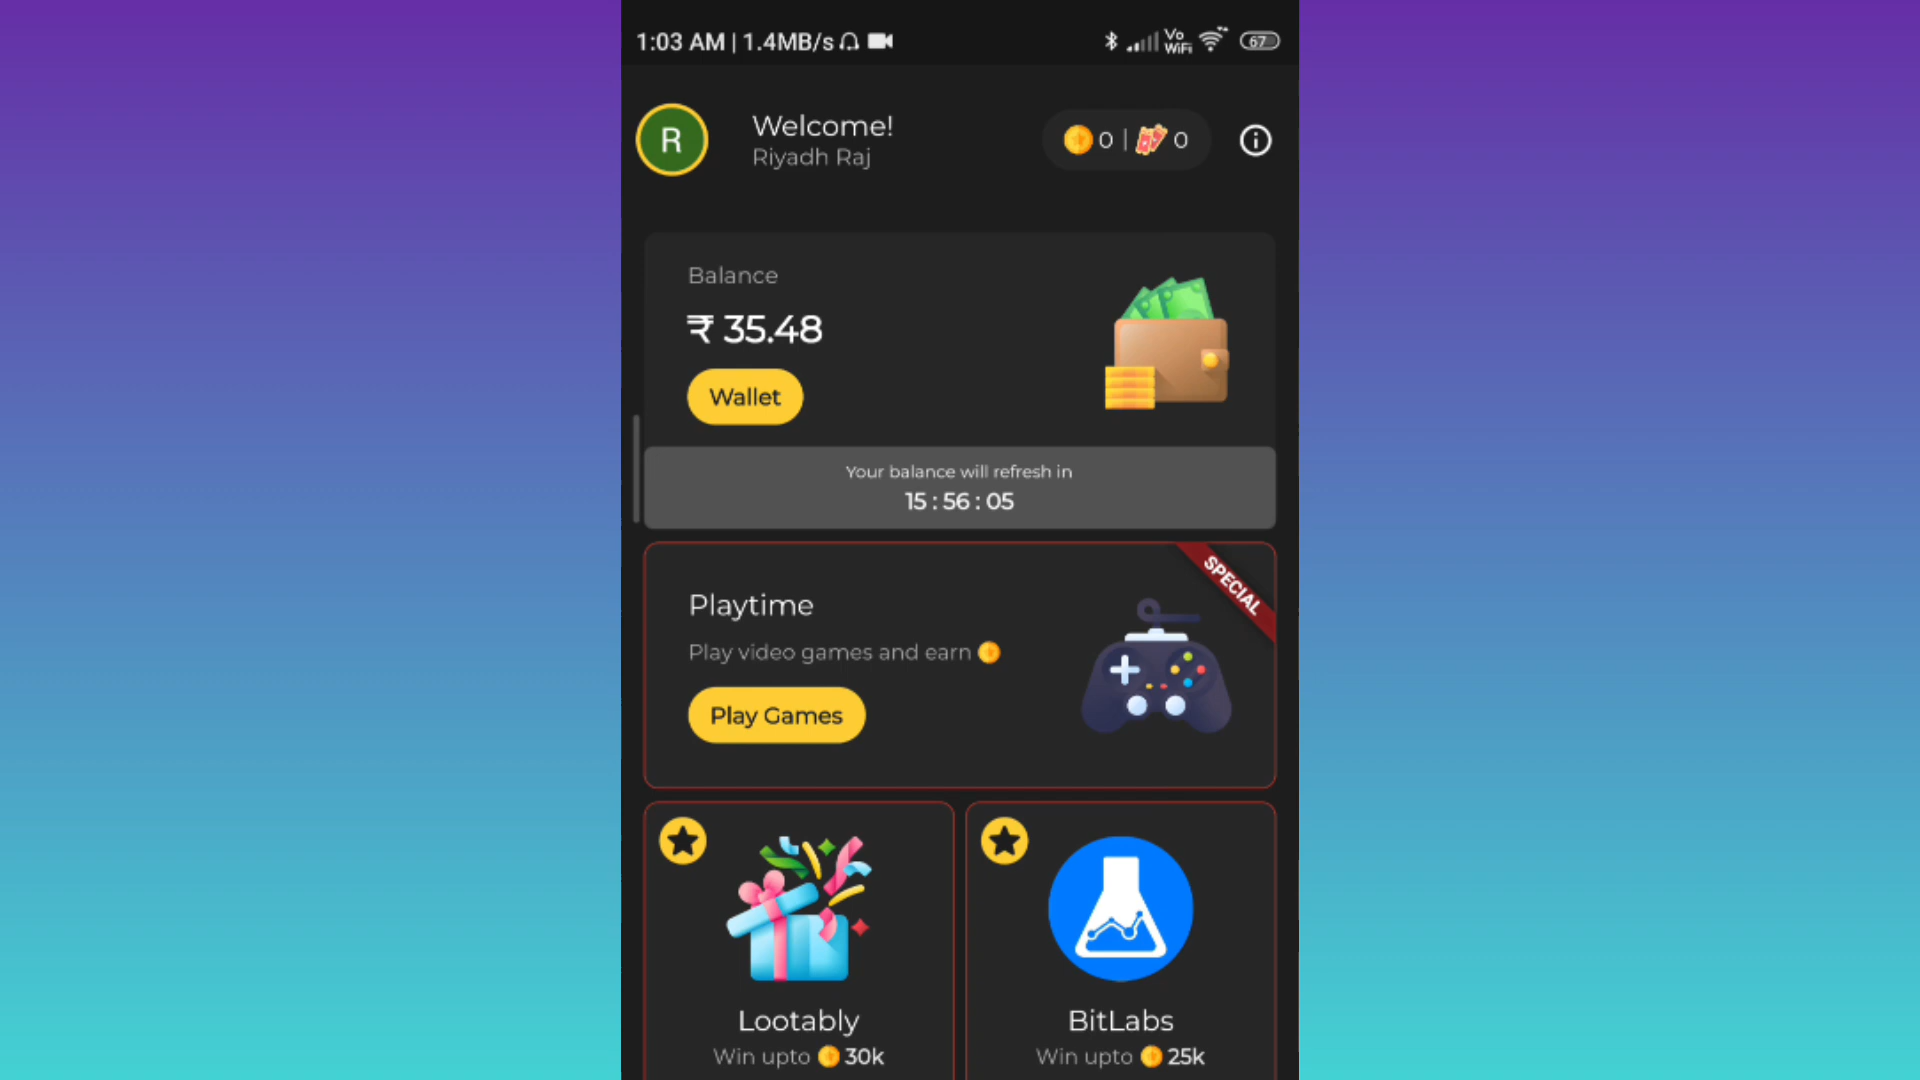 1:03 AM | 1.4MB/s
Vo
WiFi
67
R
Welcome!
Riyadh Raj
0 | 0
Balance
₹ 35.48
Wallet
Your balance will refresh in
15 : 56 : 05
SPECIAL
Playtime
Play video games and earn
Play Games
Lootably
Win upto 30k
BitLabs
Win upto 25k